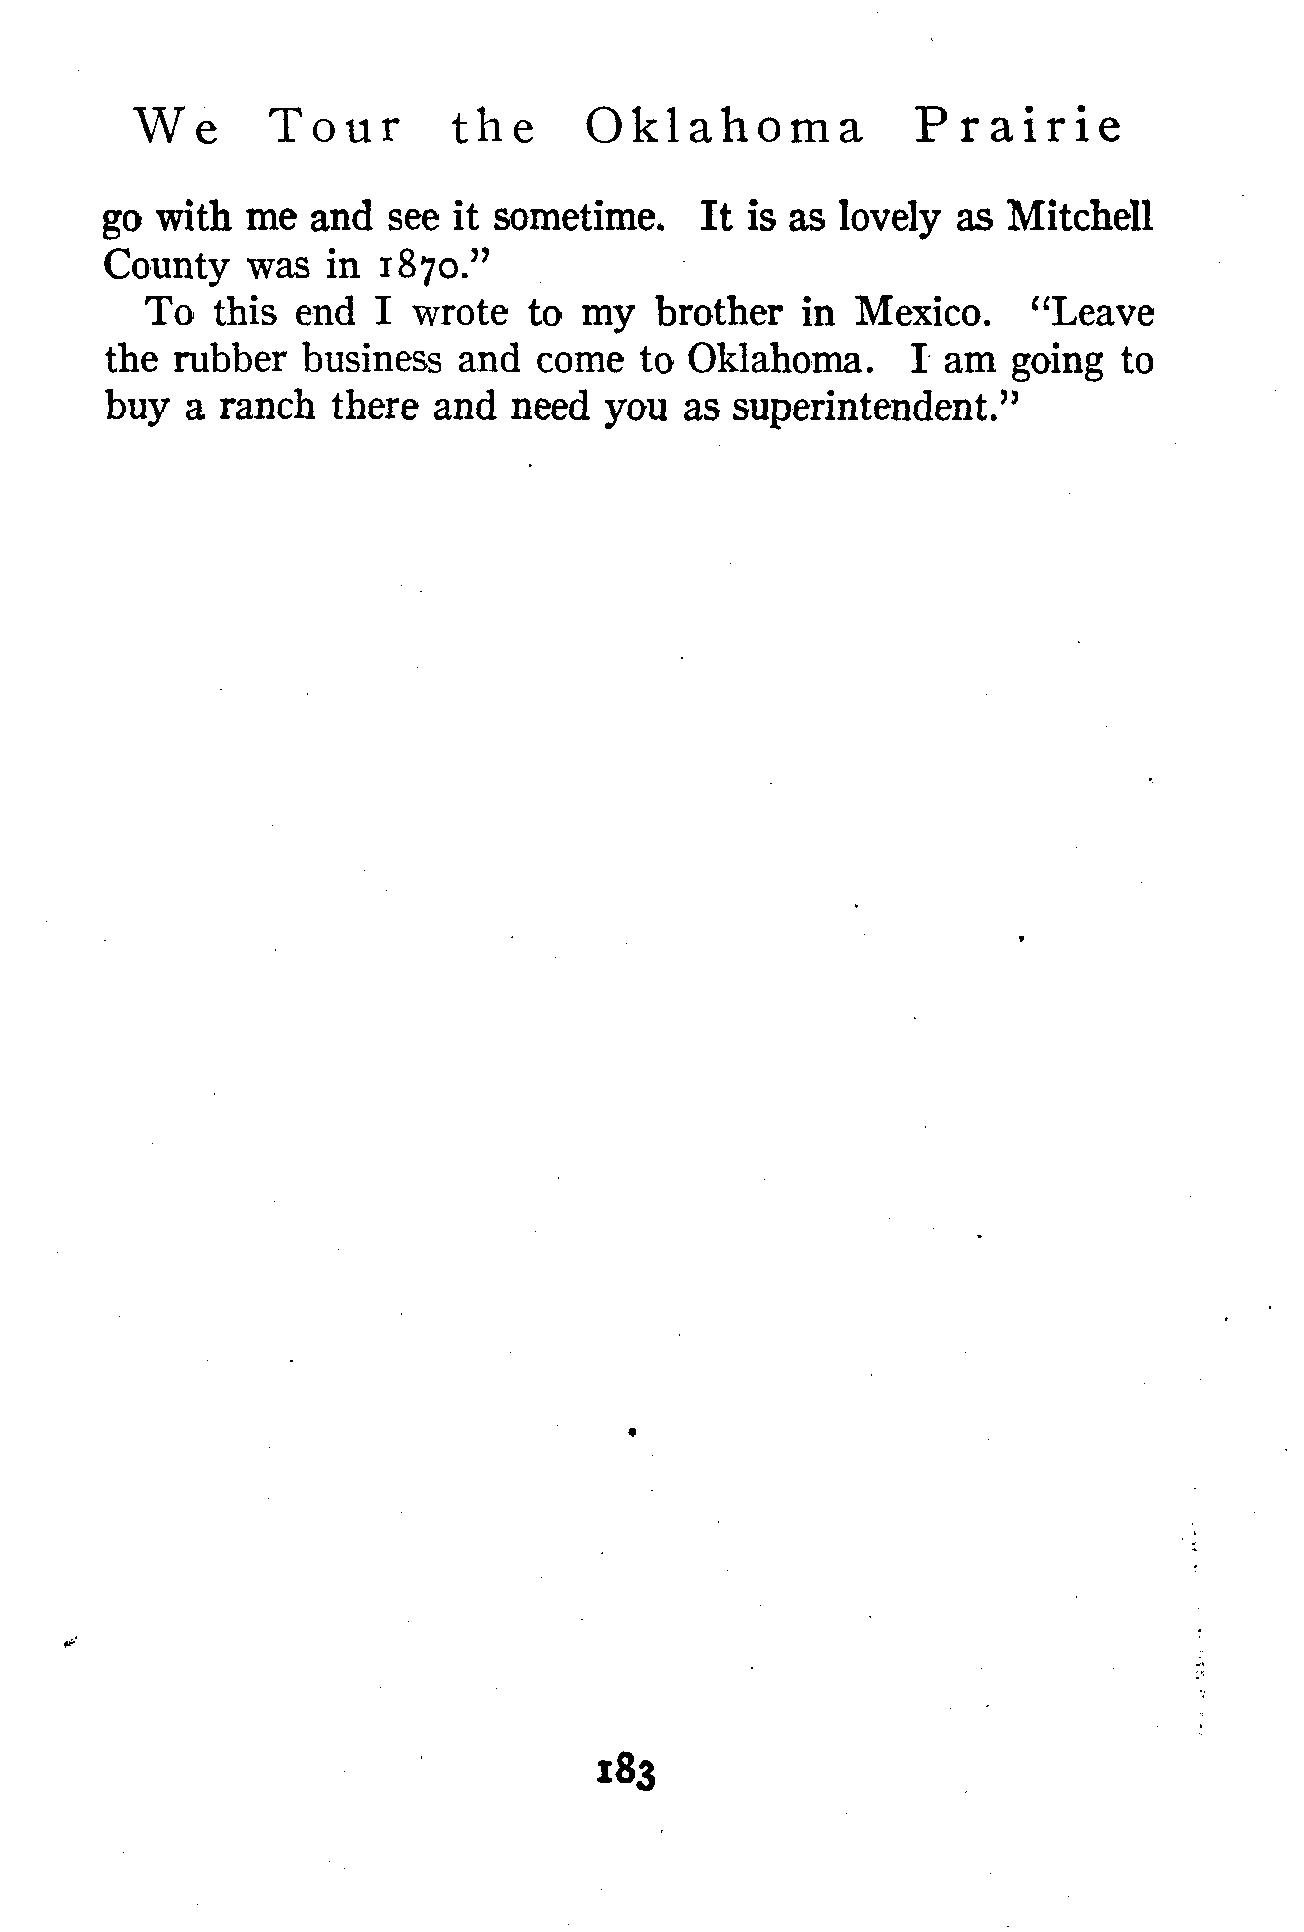 We Tour the Oklahoma Prairie
go with me and see it sometime. It is as lovely as Mitchell
County was in 1870.”
To this end I wrote to my brother in Mexico. “Leave
the rubber business and come to Oklahoma. I am going to
buy a ranch there and need you as superintendent.”
183